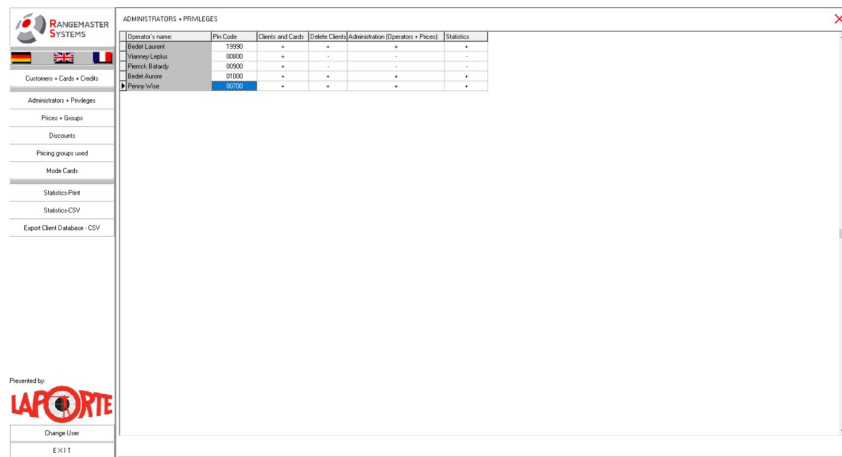 RANGEMASTER
SYSTEMS
Customers + Cards + Credits
Administrators + Privileges
Prices + Groups
Discounts
Pricing groups used
Mode Cards
Statistics-Print
Statistics-CSV
Export Client Database - CSV
Presented by:
LAPORTE
Change User
EXIT
ADMINISTRATORS + PRIVILEGES
Operator's name: Pin Code Clients and Cards Delete Clients Administration (Operators + Prices) Statistics
Bedet Laurent 19990 + + + +
Vianney Leplus 00800 + - - -
Pierrick Batardy 00900 + - - -
Bedet Aurore 01000 + + + +
Penny Wise 00700 + + + +